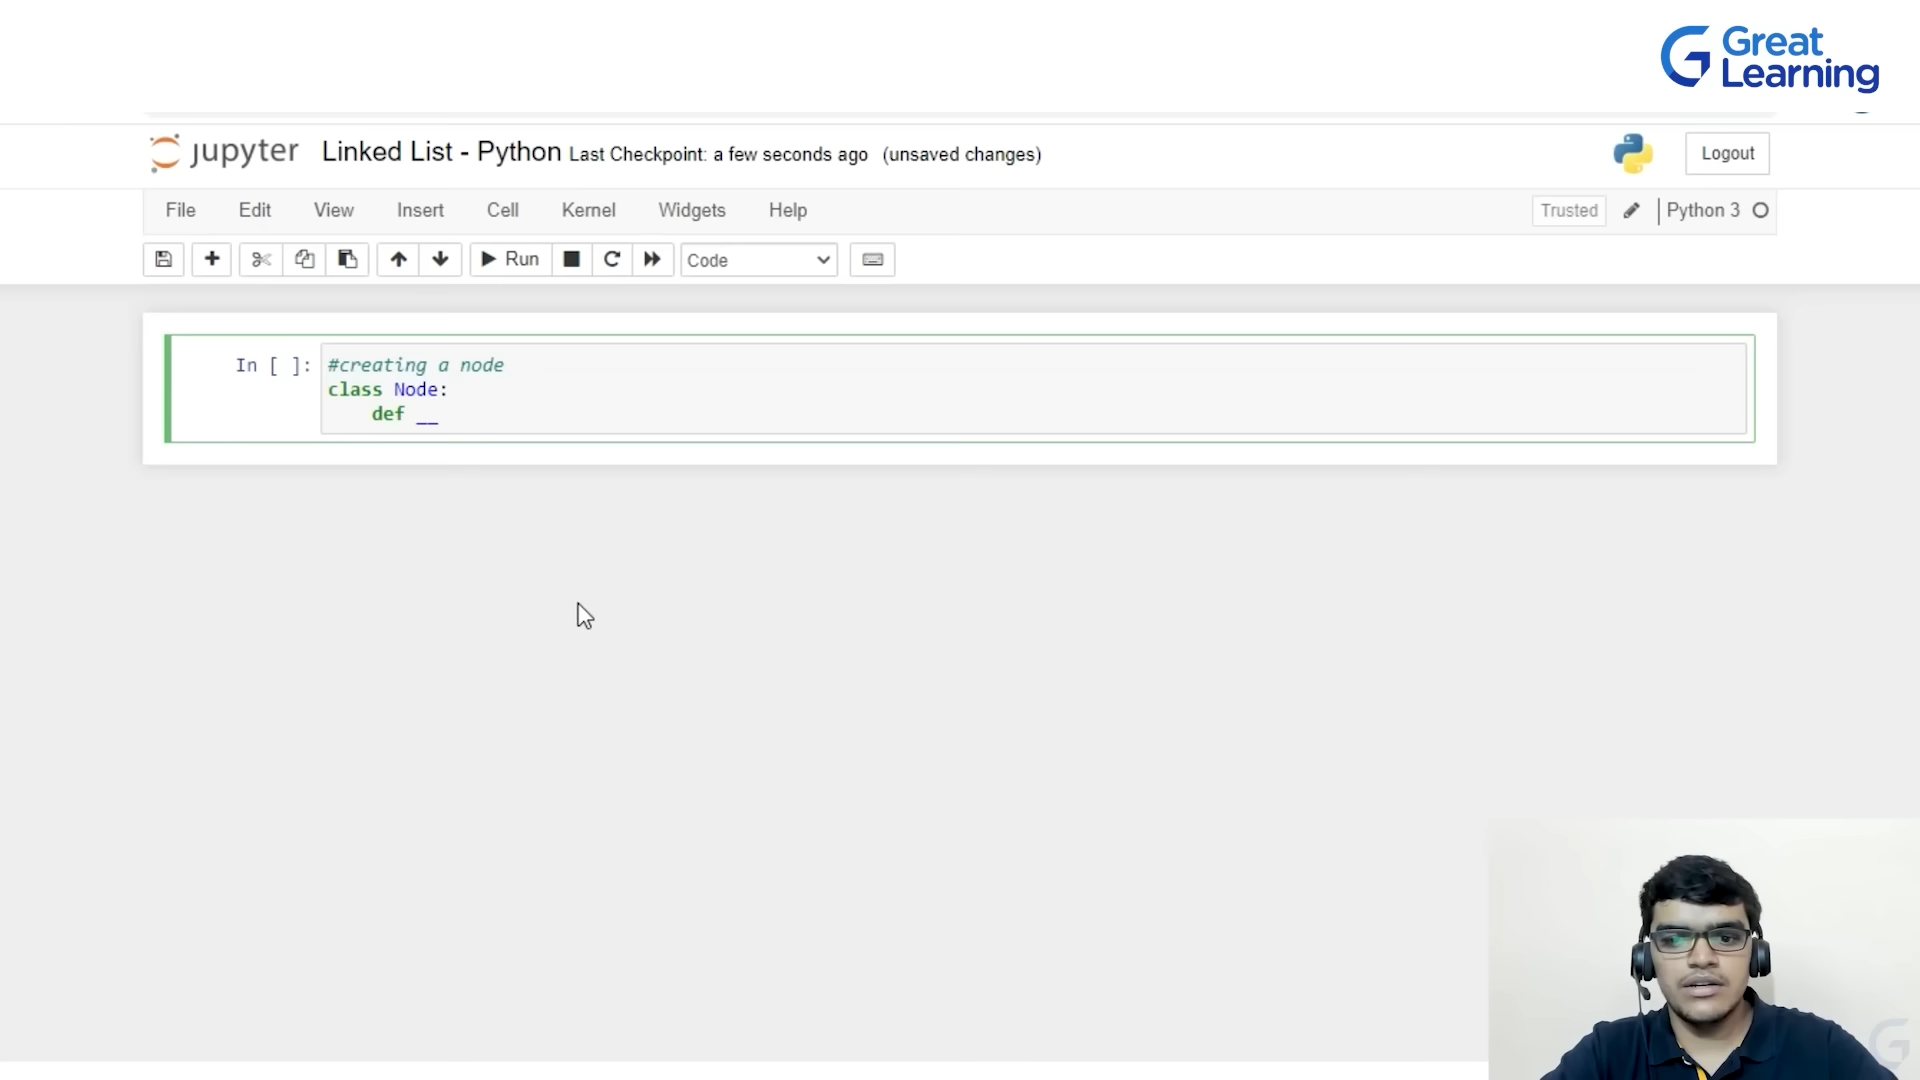 Great
Learning
jupyter Linked List - Python Last Checkpoint: a few seconds ago (unsaved changes)
Logout
File Edit View Insert Cell Kernel Widgets Help
Trusted Python 3
Run Code
In [ ]: #creating a node
class Node:
def __